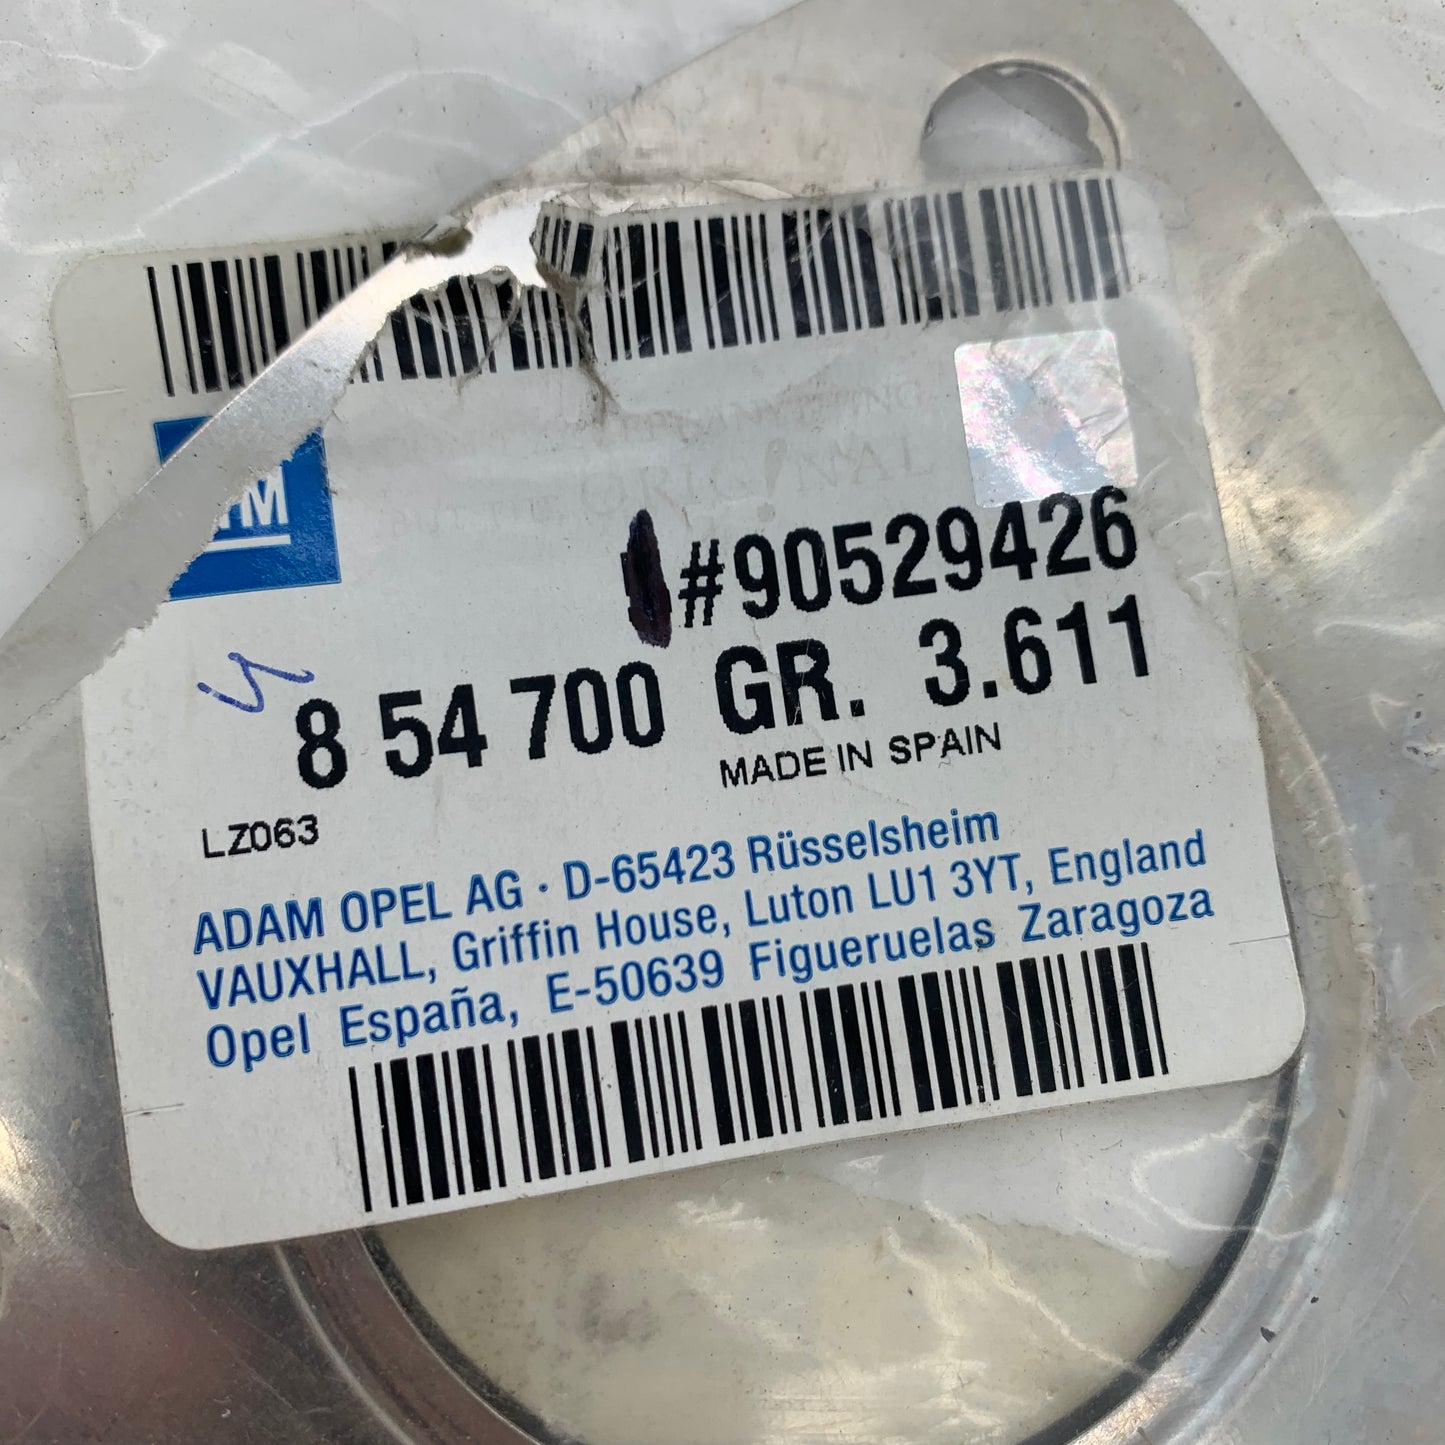 ORIGINAL
#90529426
8 54 700 GR. 3.611
MADE IN SPAIN
LZ063
ADAM OPEL AG · D-65423 Rüsselsheim
VAUXHALL, Griffin House, Luton LU1 3YT, England
Opel España, E-50639 Figueruelas Zaragoza